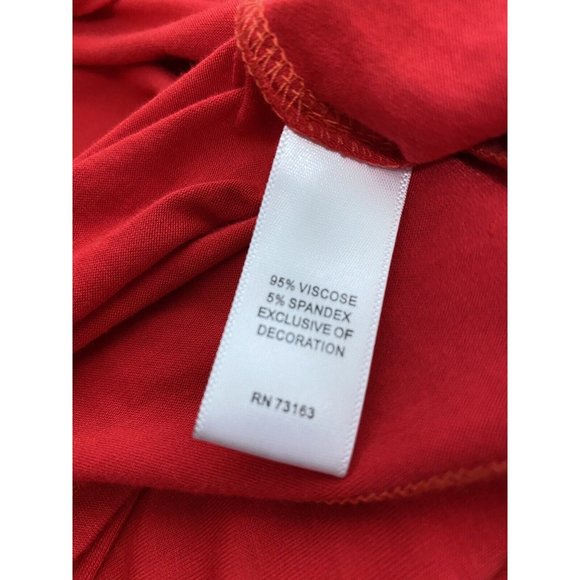 95% VISCOSE
5% SPANDEX
EXCLUSIVE OF
DECORATION
RN 73163